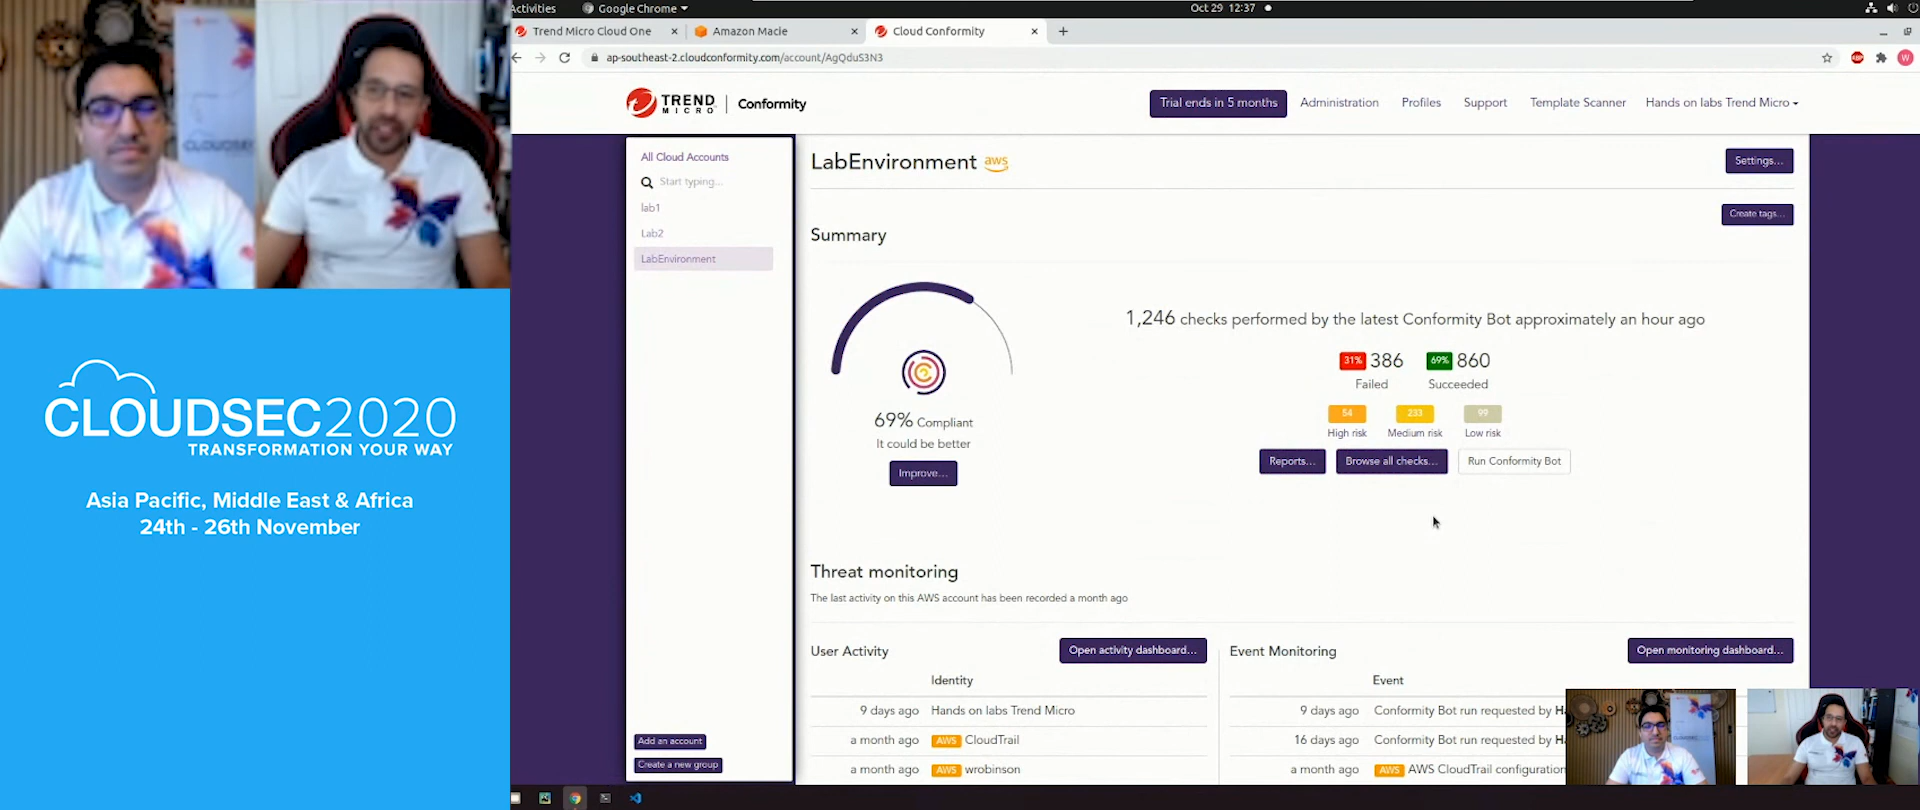 CLOUDSEC2020
TRANSFORMATION YOUR WAY
Asia Pacific, Middle East & Africa
24th - 26th November
Activities
Google Chrome
Oct 29 12:37
Trend Micro Cloud One
Amazon Macie
Cloud Conformity
ap-southeast-2.cloudconformity.com/account/AgQduS3N3
ABP
W
TREND
MICRO
Conformity
Trial ends in 5 months
Administration
Profiles
Support
Template Scanner
Hands on labs Trend Micro
All Cloud Accounts
Start typing...
lab1
Lab2
LabEnvironment
Add an account
Create a new group
LabEnvironment aws
Settings...
Create tags...
Summary
69% Compliant
It could be better
Improve...
1,246 checks performed by the latest Conformity Bot approximately an hour ago
31% 386
Failed
69% 860
Succeeded
54
High risk
233
Medium risk
99
Low risk
Reports...
Browse all checks...
Run Conformity Bot
Threat monitoring
The last activity on this AWS account has been recorded a month ago
User Activity
Open activity dashboard...
Identity
9 days ago Hands on labs Trend Micro
a month ago AWS CloudTrail
a month ago AWS wrobinson
Event Monitoring
Open monitoring dashboard...
Event
9 days ago Conformity Bot run requested by
16 days ago Conformity Bot run requested by
a month ago AWS AWS CloudTrail configuration